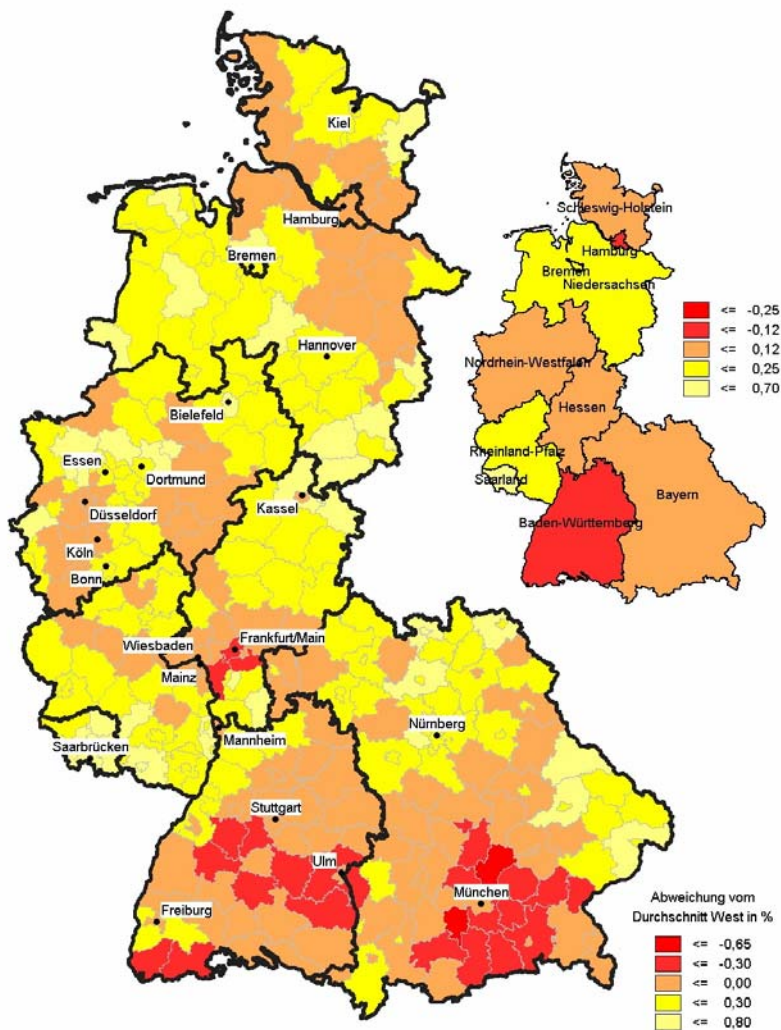 Kiel
Hamburg
Bremen
Hannover
Bielefeld
Essen
Dortmund
Düsseldorf
Kassel
Köln
Bonn
Wiesbaden
Frankfurt/Main
Mainz
Nürnberg
Saarbrücken
Mannheim
Stuttgart
Ulm
München
Freiburg
Schleswig-Holstein
Hamburg
Bremen
Niedersachsen
Nordrhein-Westfalen
Hessen
Rheinland-Pfalz
Saarland
Bayern
Baden-Württemberg
<= -0,25
<= -0,12
<= 0,12
<= 0,25
<= 0,70
Abweichung vom
Durchschnitt West in %
<= -0,65
<= -0,30
<= 0,00
<= 0,30
<= 0,80